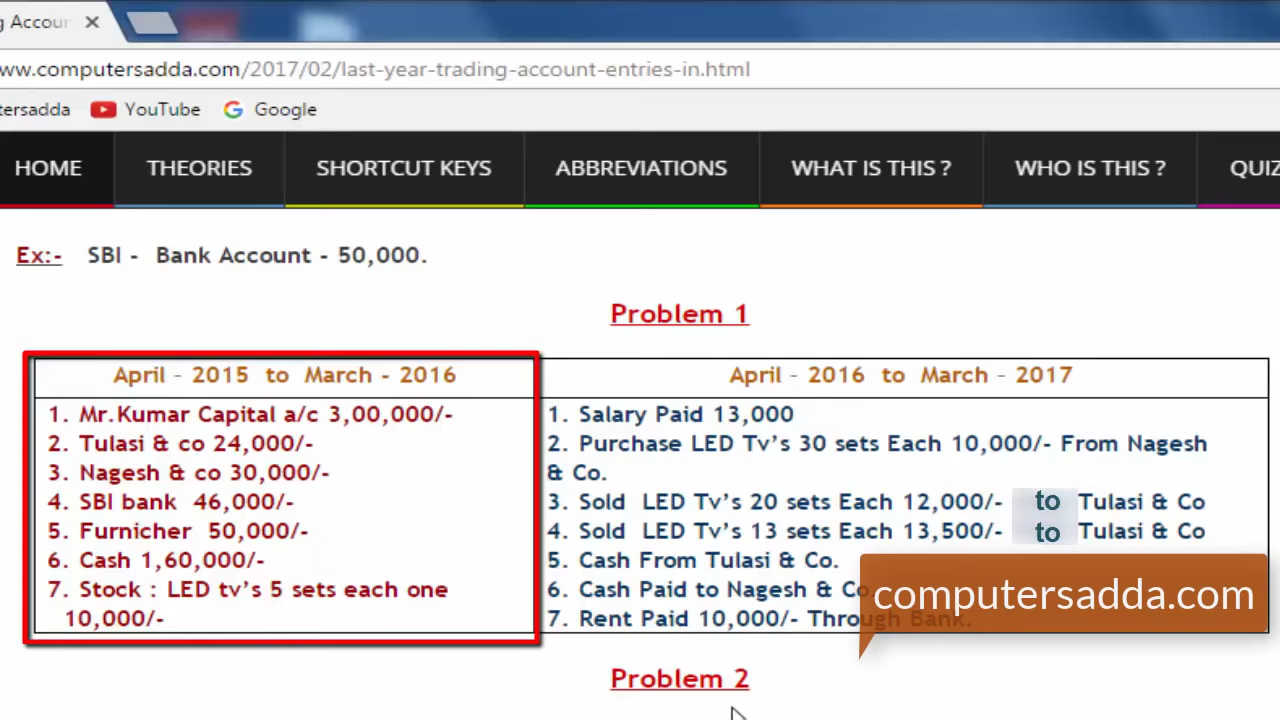 g Accou
ww.computersadda.com/2017/02/last-year-trading-account-entries-in.html
tersadda YouTube Google
HOME THEORIES SHORTCUT KEYS ABBREVIATIONS WHAT IS THIS ? WHO IS THIS ? QUIZ
Ex:- SBI - Bank Account - 50,000.
Problem 1
April - 2015 to March - 2016
1. Mr.Kumar Capital a/c 3,00,000/-
2. Tulasi & co 24,000/-
3. Nagesh & co 30,000/-
4. SBI bank 46,000/-
5. Furnicher 50,000/-
6. Cash 1,60,000/-
7. Stock : LED tv's 5 sets each one
10,000/-
April - 2016 to March - 2017
1. Salary Paid 13,000
2. Purchase LED Tv's 30 sets Each 10,000/- From Nagesh
& Co.
3. Sold LED Tv's 20 sets Each 12,000/- to Tulasi & Co
4. Sold LED Tv's 13 sets Each 13,500/- to Tulasi & Co
5. Cash From Tulasi & Co.
6. Cash Paid to Nagesh & Co.
7. Rent Paid 10,000/- Through Bank.
computersadda.com
Problem 2